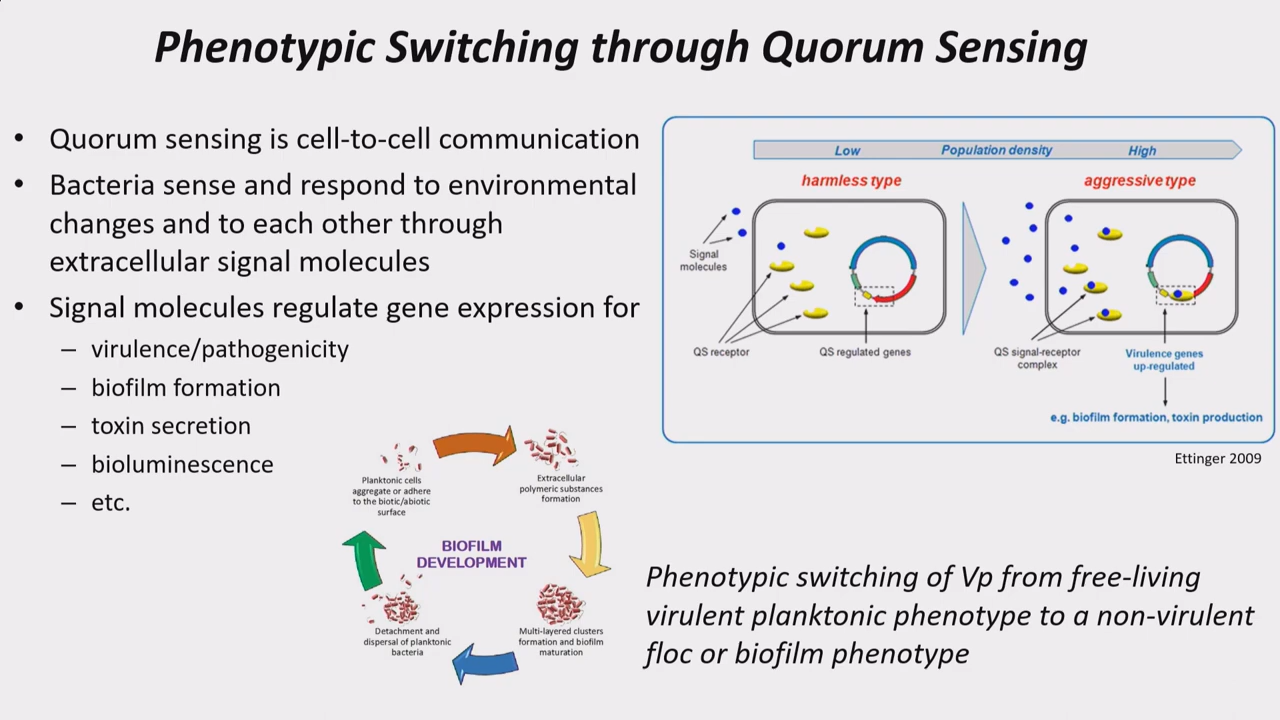 Phenotypic Switching through Quorum Sensing
• Quorum sensing is cell-to-cell communication
• Bacteria sense and respond to environmental
changes and to each other through
extracellular signal molecules
• Signal molecules regulate gene expression for
– virulence/pathogenicity
– biofilm formation
– toxin secretion
– bioluminescence
– etc.
Low Population density High
harmless type
aggressive type
Signal
molecules
QS receptor
QS regulated genes
QS signal-receptor
complex
Virulence genes
up-regulated
e.g. biofilm formation, toxin production
Ettinger 2009
Planktonic cells
aggregate or adhere
to the biotic/abiotic
surface
Extracellular
polymeric substances
formation
BIOFILM
DEVELOPMENT
Detachment and
dispersal of planktonic
bacteria
Multi-layered clusters
formation and biofilm
maturation
Phenotypic switching of Vp from free-living
virulent planktonic phenotype to a non-virulent
floc or biofilm phenotype